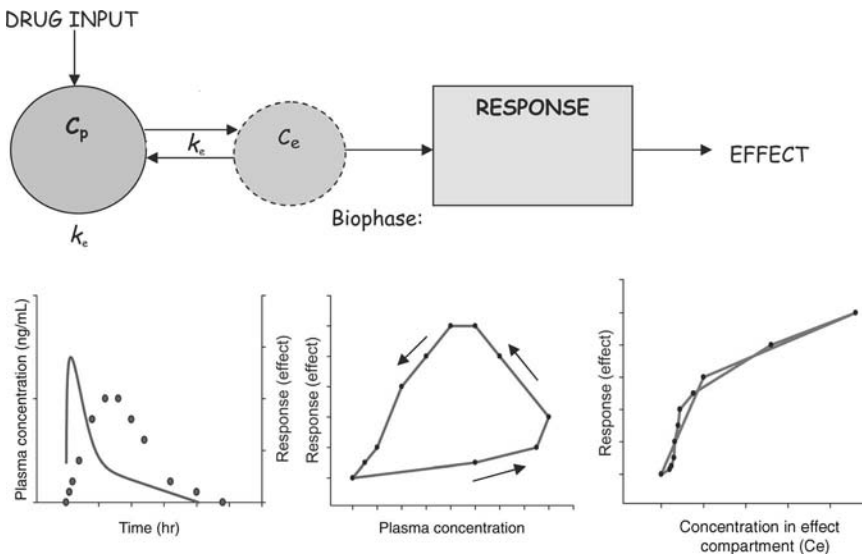 DRUG INPUT
Cp
ke
Ce
RESPONSE
EFFECT
Biophase:
ke
Plasma concentration (ng/mL)
Response (effect)
Time (hr)
Response (effect)
Plasma concentration
Response (effect)
Concentration in effect
compartment (Ce)